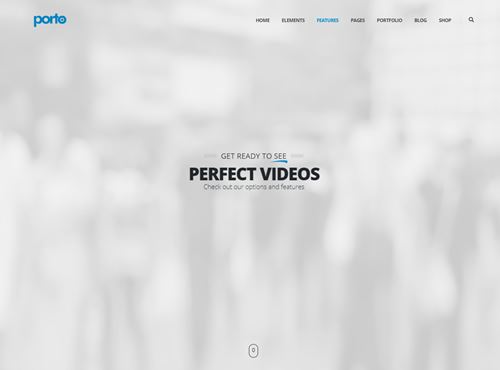 porto
HOME ELEMENTS FEATURES PAGES PORTFOLIO BLOG SHOP
GET READY TO SEE
PERFECT VIDEOS
Check out our options and features